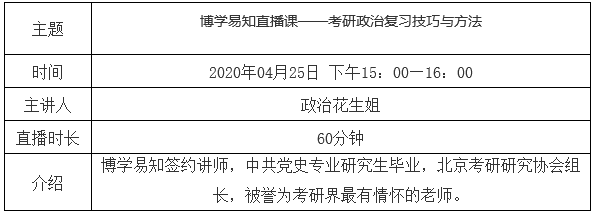 主题 博学易知直播课——考研政治复习技巧与方法
时间 2020年04月25日 下午15：00—16：00
主讲人 政治花生姐
直播时长 60分钟
介绍 博学易知签约讲师，中共党史专业研究生毕业，北京考研研究协会组
长，被誉为考研界最有情怀的老师。